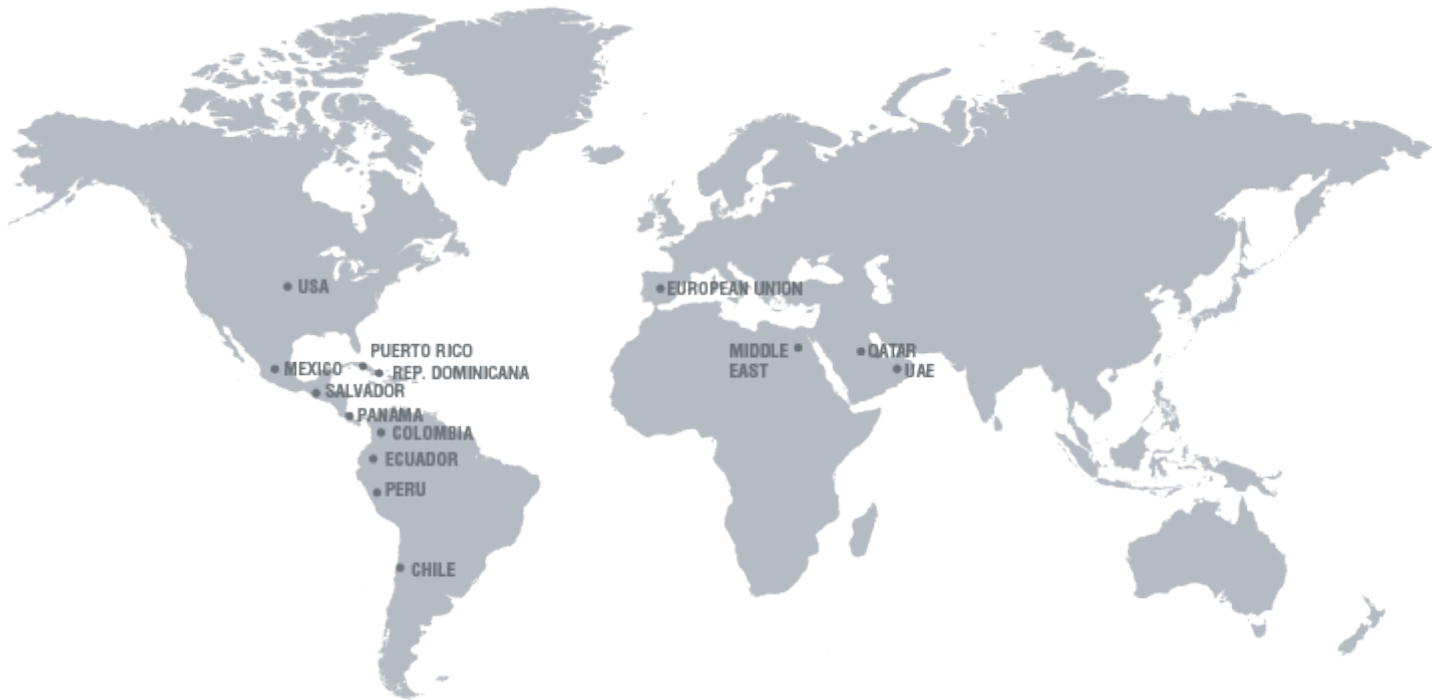 USA
EUROPEAN UNION
PUERTO RICO
MIDDLE
EAST
QATAR
MEXICO
REP. DOMINICANA
UAE
SALVADOR
PANAMA
COLOMBIA
ECUADOR
PERU
CHILE